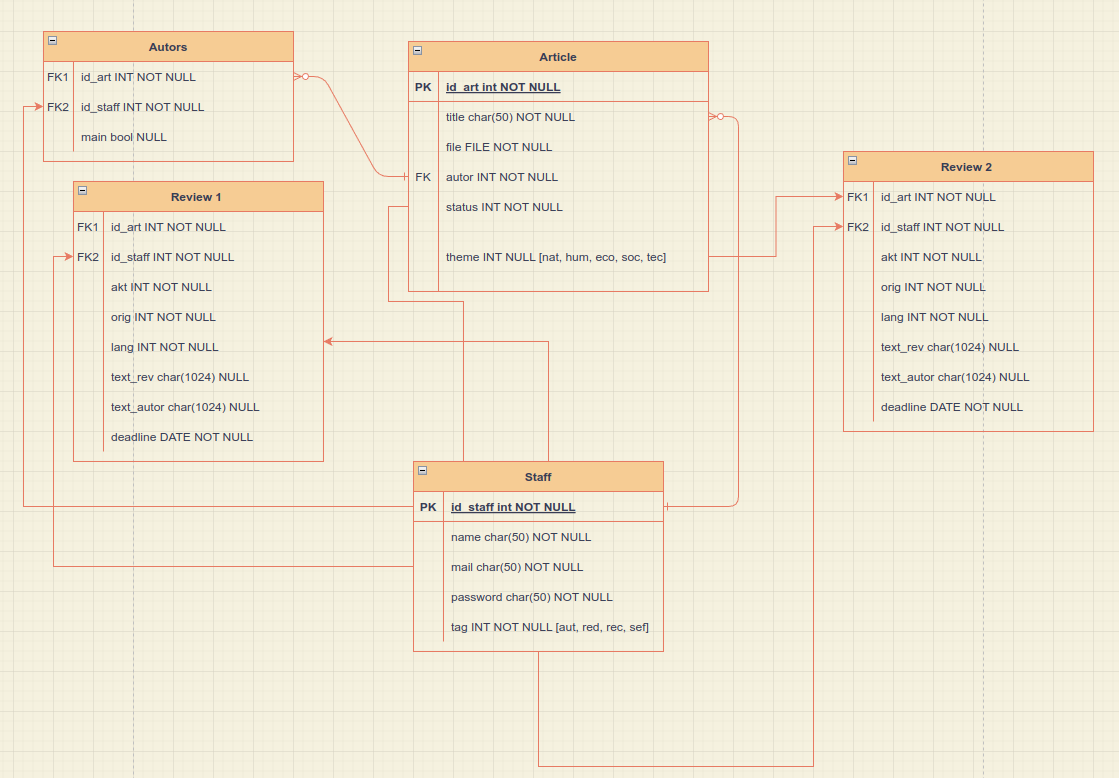 Autors
FK1 id_art INT NOT NULL
FK2 id_staff INT NOT NULL
main bool NULL
Review 1
FK1 id_art INT NOT NULL
FK2 id_staff INT NOT NULL
akt INT NOT NULL
orig INT NOT NULL
lang INT NOT NULL
text_rev char(1024) NULL
text_autor char(1024) NULL
deadline DATE NOT NULL
Article
PK id_art int NOT NULL
title char(50) NOT NULL
file FILE NOT NULL
FK autor INT NOT NULL
status INT NOT NULL
theme INT NULL [nat, hum, eco, soc, tec]
Review 2
FK1 id_art INT NOT NULL
FK2 id_staff INT NOT NULL
akt INT NOT NULL
orig INT NOT NULL
lang INT NOT NULL
text_rev char(1024) NULL
text_autor char(1024) NULL
deadline DATE NOT NULL
Staff
PK id_staff int NOT NULL
name char(50) NOT NULL
mail char(50) NOT NULL
password char(50) NOT NULL
tag INT NOT NULL [aut, red, rec, sef]